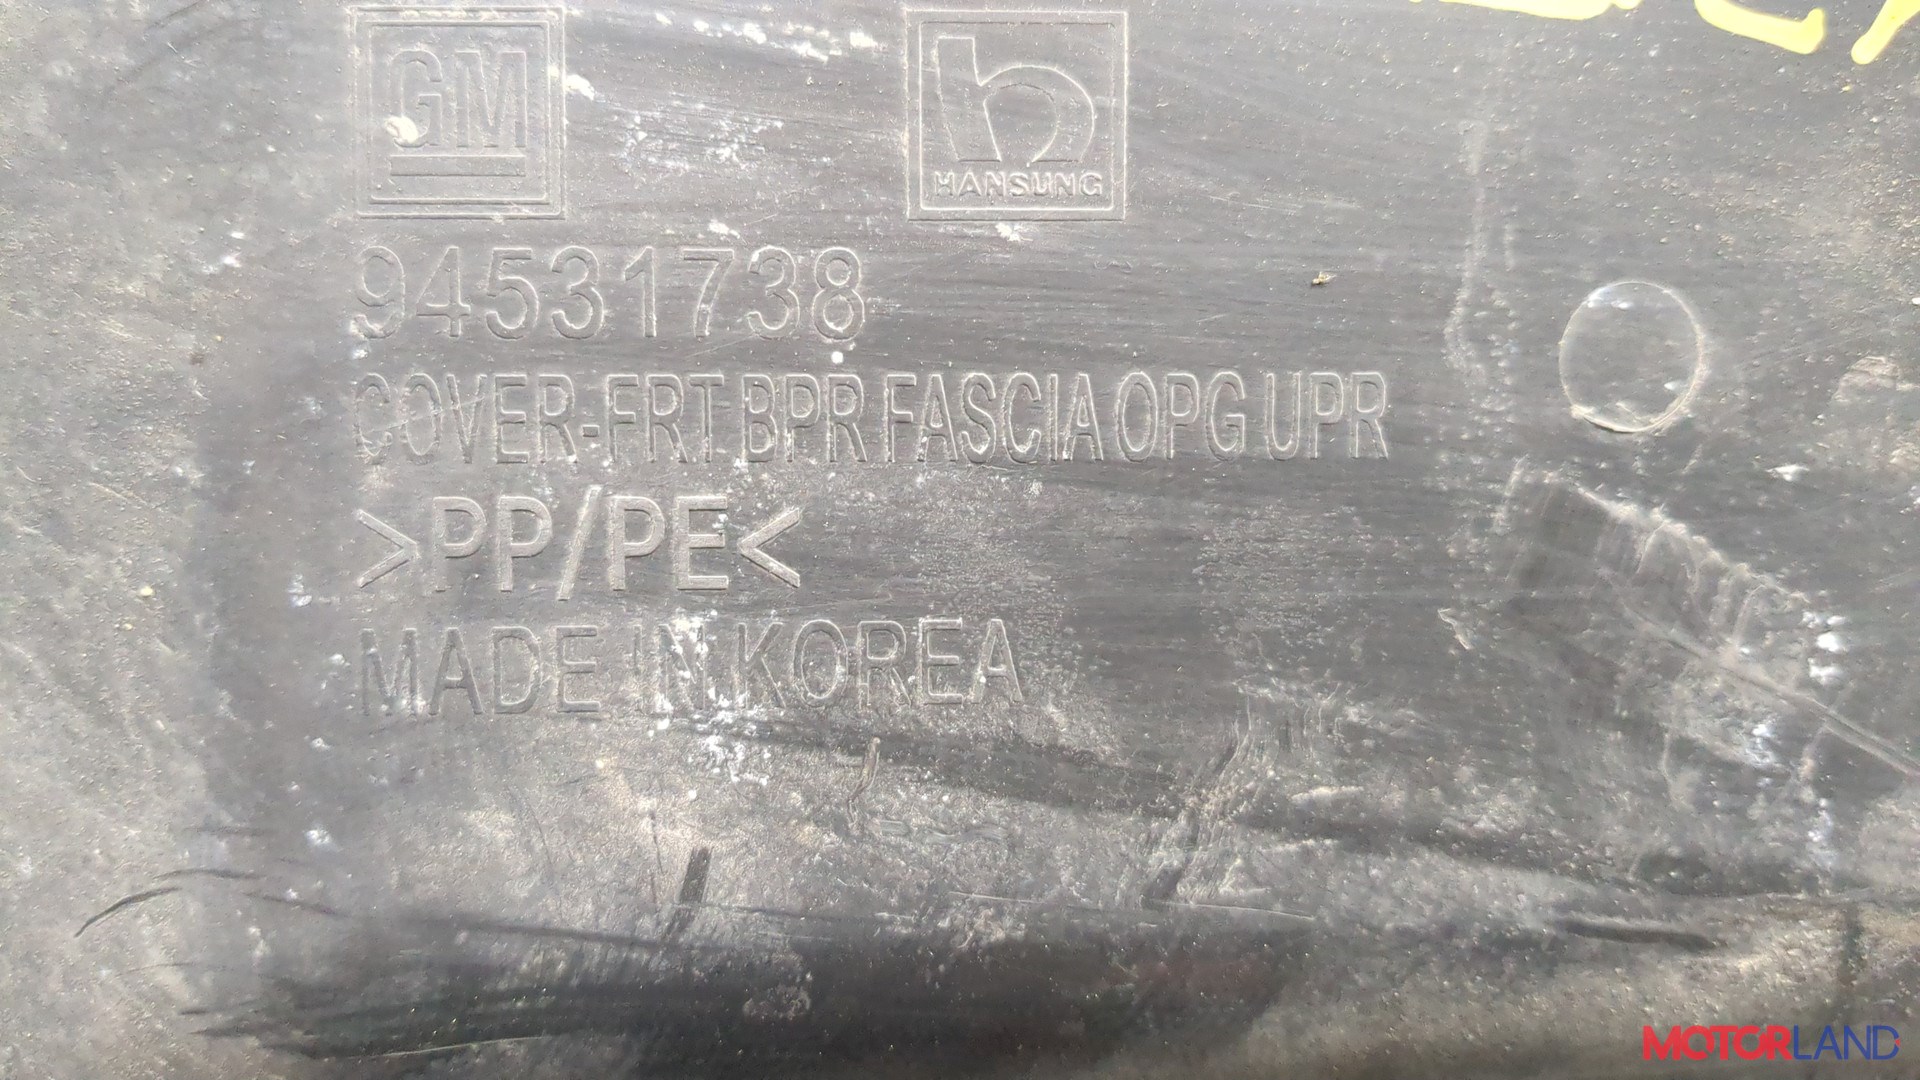 GM
h
HANSUNG
94531738
COVER-FRT BPR FASCIA OPG UPR
>PP/PE<
MADE IN KOREA
MOTORLAND